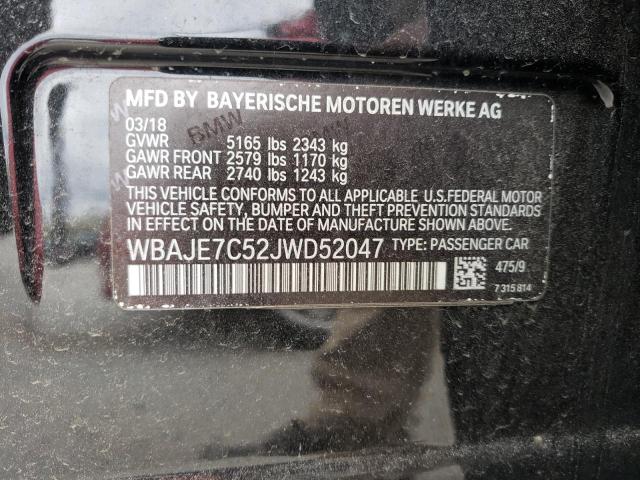 MFD BY BAYERISCHE MOTOREN WERKE AG
03/18
GVWR 5165 lbs 2343 kg
GAWR FRONT 2579 lbs 1170 kg
GAWR REAR 2740 lbs 1243 kg
THIS VEHICLE CONFORMS TO ALL APPLICABLE U.S.FEDERAL MOTOR
VEHICLE SAFETY, BUMPER AND THEFT PREVENTION STANDARDS
IN EFFECT ON THE DATE OF MANUFACTURE SHOWN ABOVE.
WBAJE7C52JWD52047 TYPE: PASSENGER CAR
475/9
7 315 814
BMW